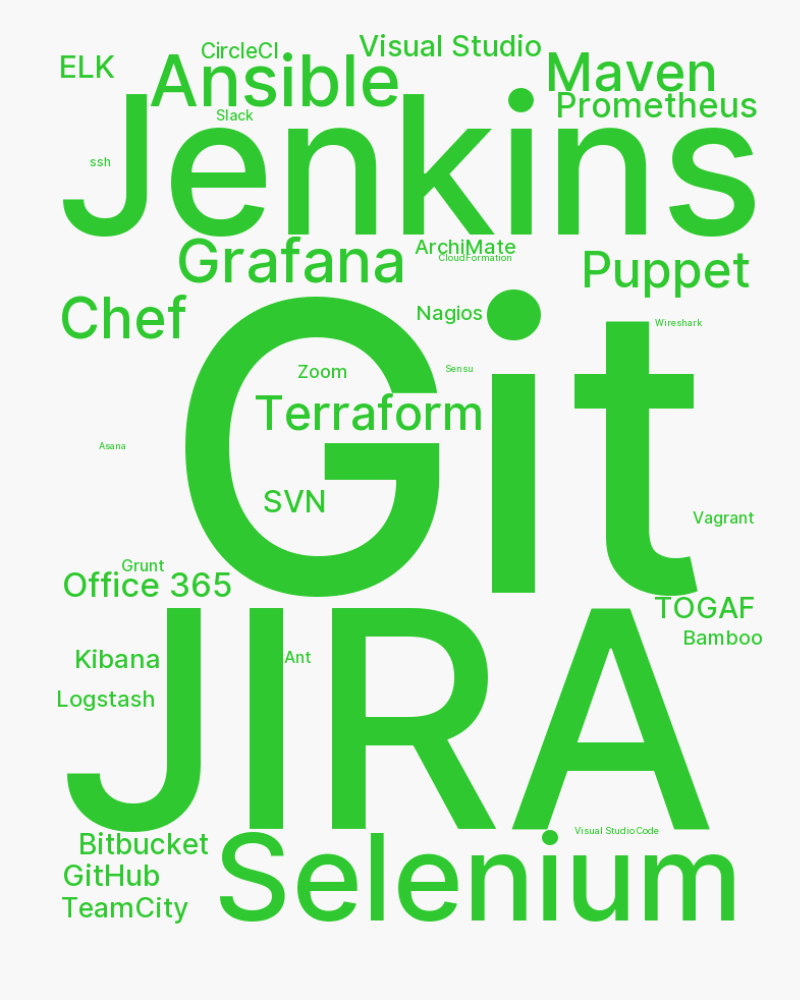 Visual Studio
CircleCI
ELK
Ansible
Maven
Prometheus
Slack
Jenkins
ssh
Grafana
ArchiMate
CloudFormation
Puppet
Chef
Nagios
Wireshark
Git
Zoom
Sensu
Terraform
Asana
SVN
Vagrant
Grunt
Office 365
TOGAF
Bamboo
JIRA
Kibana
Ant
Logstash
Visual Studio Code
Bitbucket
Selenium
GitHub
TeamCity